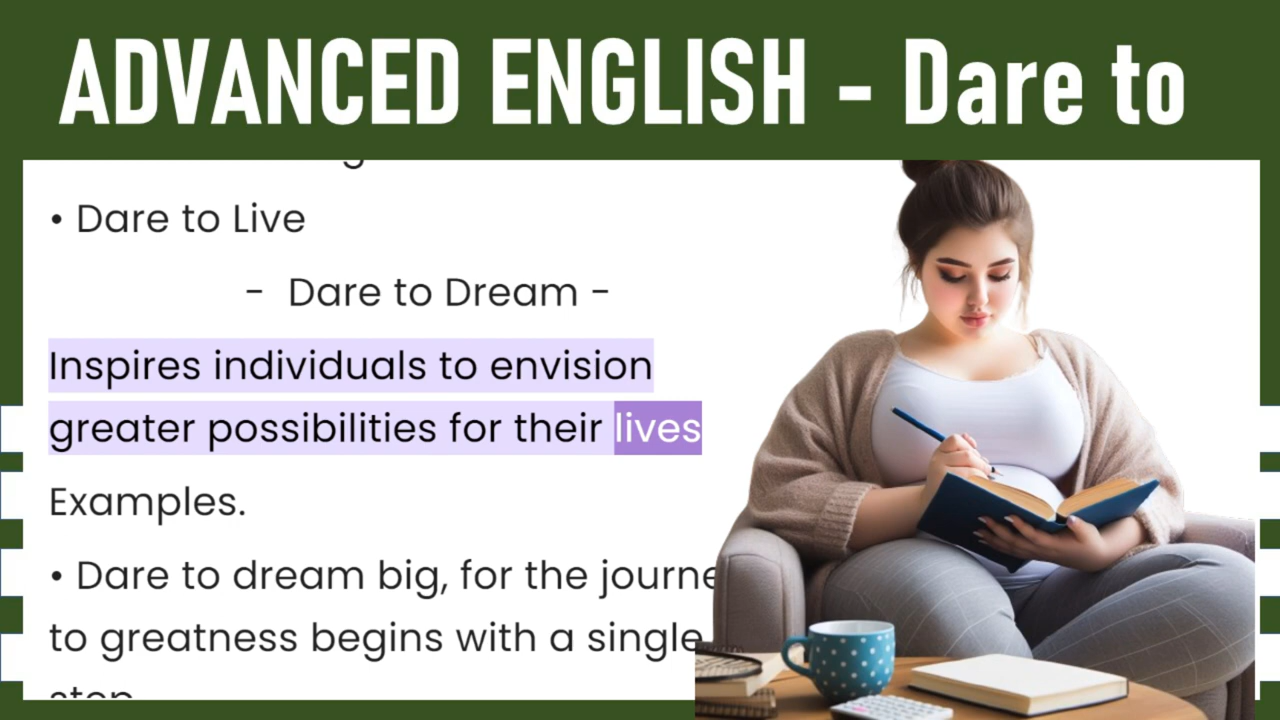 ADVANCED ENGLISH - Dare to
• Dare to Live
- Dare to Dream -
Inspires individuals to envision
greater possibilities for their lives
Examples.
• Dare to dream big, for the journe
to greatness begins with a single